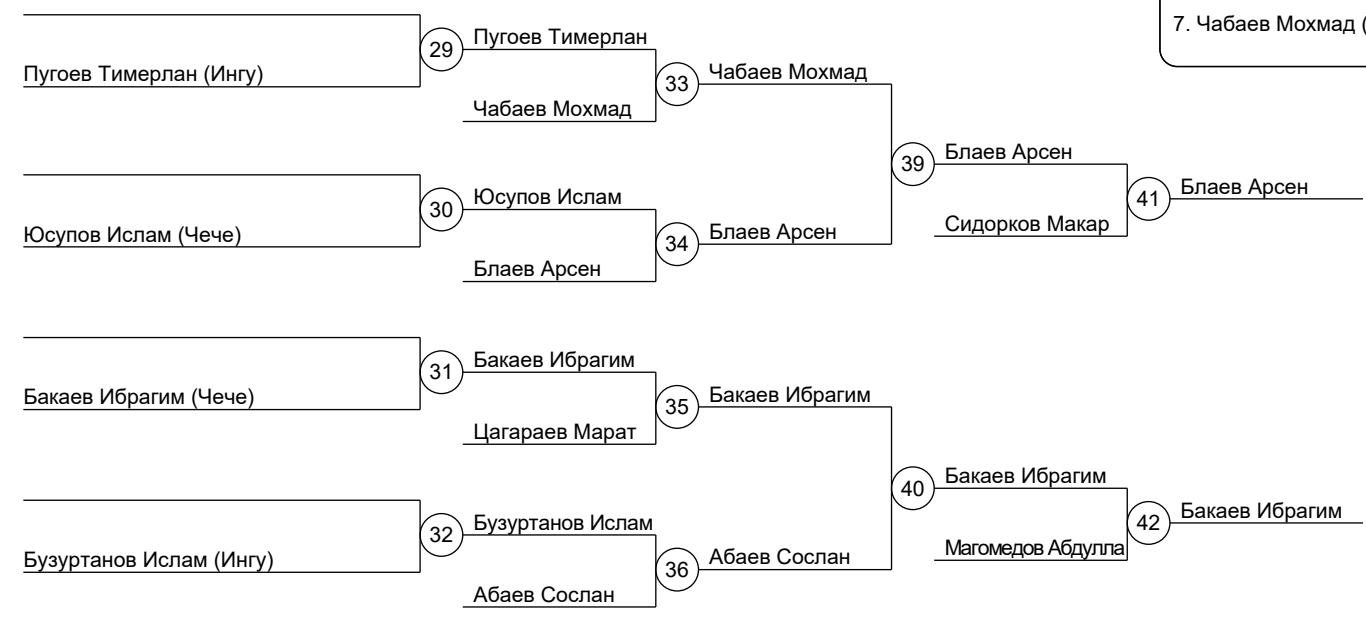 7. Чабаев Мохмад (
29
Пугоев Тимерлан
Пугоев Тимерлан (Ингу)
33
Чабаев Мохмад
Чабаев Мохмад
39
Блаев Арсен
30
Юсупов Ислам
41
Блаев Арсен
Юсупов Ислам (Чече)
34
Блаев Арсен
Сидорков Макар
Блаев Арсен
31
Бакаев Ибрагим
Бакаев Ибрагим (Чече)
35
Бакаев Ибрагим
Цагараев Марат
40
Бакаев Ибрагим
32
Бузуртанов Ислам
42
Бакаев Ибрагим
Бузуртанов Ислам (Ингу)
36
Абаев Сослан
Магомедов Абдулла
Абаев Сослан